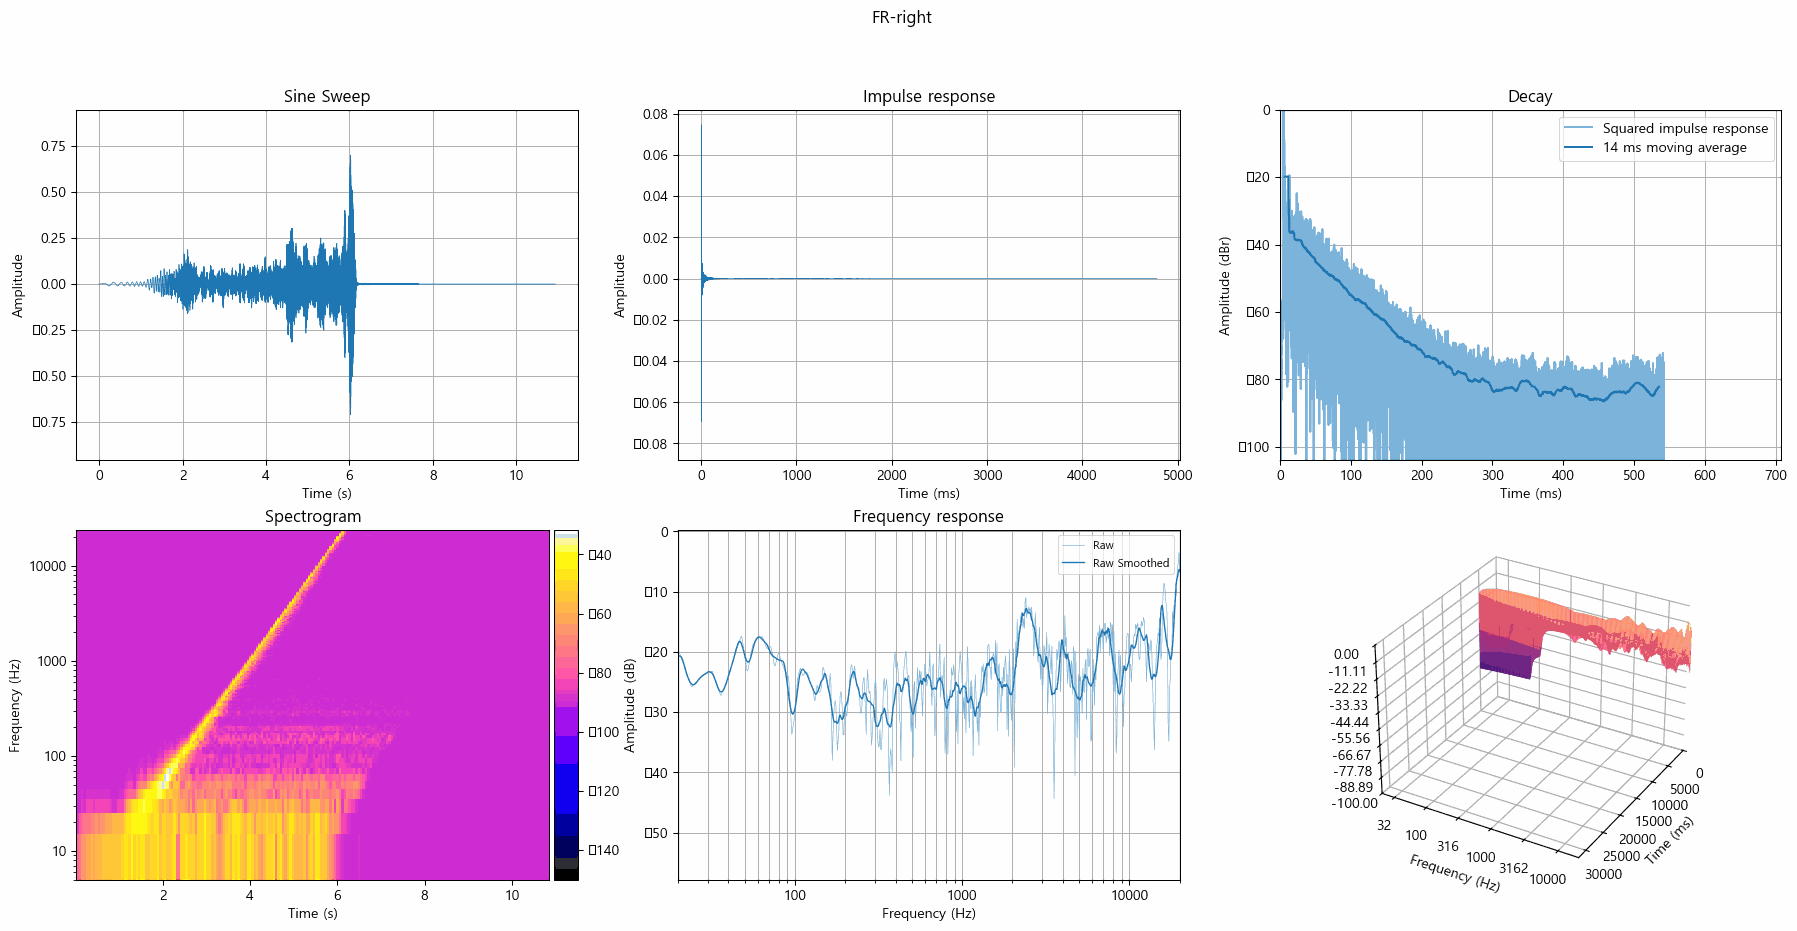 FR-right
Sine Sweep
Amplitude
0.75
0.50
0.25
0.00
▯0.25
▯0.50
▯0.75
0 2 4 6 8 10
Time (s)
Impulse response
Amplitude
0.08
0.06
0.04
0.02
0.00
▯0.02
▯0.04
▯0.06
▯0.08
0 1000 2000 3000 4000 5000
Time (ms)
Decay
Squared impulse response
14 ms moving average
Amplitude (dBr)
0
▯20
▯40
▯60
▯80
▯100
0 100 200 300 400 500 600 700
Time (ms)
Spectrogram
Frequency (Hz)
10000
1000
100
10
2 4 6 8 10
Time (s)
▯40
▯60
▯80
▯100
▯120
▯140
Frequency response
Raw
Raw Smoothed
Amplitude (dB)
0
▯10
▯20
▯30
▯40
▯50
100 1000 10000
Frequency (Hz)
0.00
-11.11
-22.22
-33.33
-44.44
-55.56
-66.67
-77.78
-88.89
-100.00
32 100 316 1000 3162 10000
Frequency (Hz)
0
5000
10000
15000
20000
25000
30000
Time (ms)